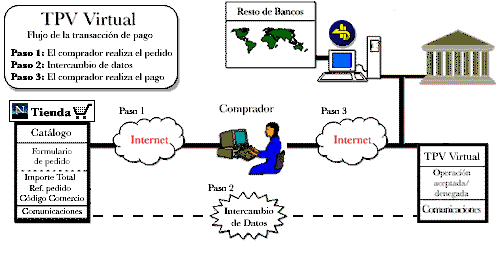 TPV Virtual
Flujo de la transacción de pago
Paso 1: El comprador realiza el pedido
Paso 2: Intercambio de datos
Paso 3: El comprador realiza el pago
Resto de Bancos
Tienda
Catálogo
Formulario
de pedido
Importe Total
Ref. pedido
Código Comercio
Comunicaciones
Paso 1
Internet
Comprador
Paso 3
Internet
Paso 2
Intercambio
de Datos
TPV Virtual
Operación
aceptada/
denegada
Comunicaciones